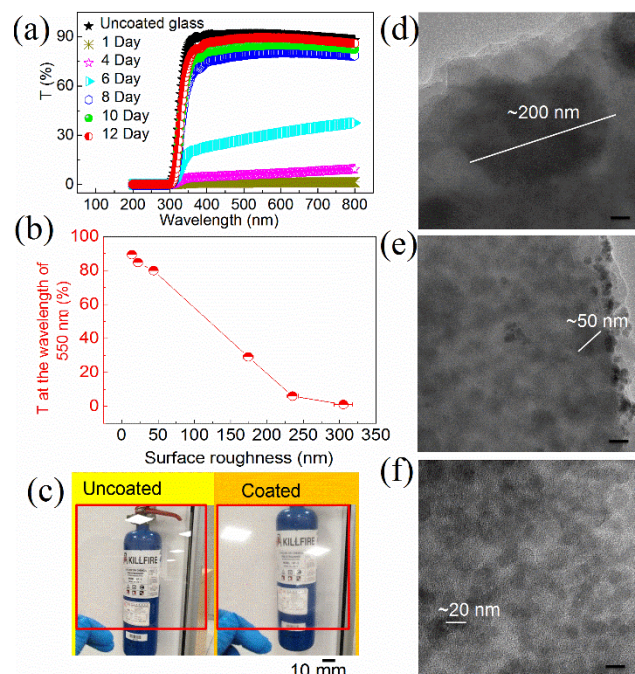 (a)
Uncoated glass
1 Day
4 Day
6 Day
8 Day
10 Day
12 Day
T (%)
90
60
30
0
100 200 300 400 500 600 700 800
Wavelength (nm)
(b)
T at the wavelength of
550 nm (%)
100
80
60
40
20
0
0 50 100 150 200 250 300 350
Surface roughness (nm)
(c)
Uncoated
Coated
KILLFIRE
KILLFIRE
10 mm
(d)
~200 nm
(e)
~50 nm
(f)
~20 nm